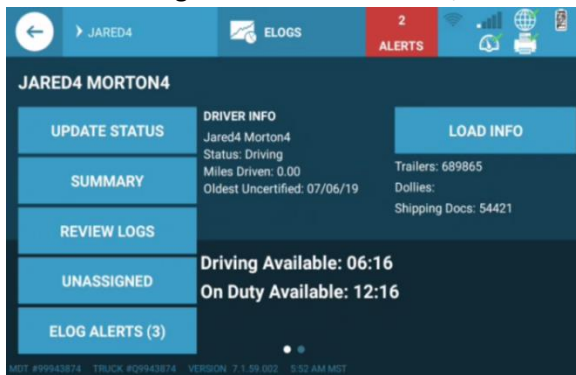 JARED4
ELOGS
2
ALERTS
JARED4 MORTON4
UPDATE STATUS
SUMMARY
REVIEW LOGS
UNASSIGNED
ELOG ALERTS (3)
DRIVER INFO
Jared4 Morton4
Status: Driving
Miles Driven: 0.00
Oldest Uncertified: 07/06/19
LOAD INFO
Trailers: 689865
Dollies:
Shipping Docs: 54421
Driving Available: 06:16
On Duty Available: 12:16
MDT #99943874 TRUCK #Q9943874 VERSION 7.1.59.002 5:52 AM MST